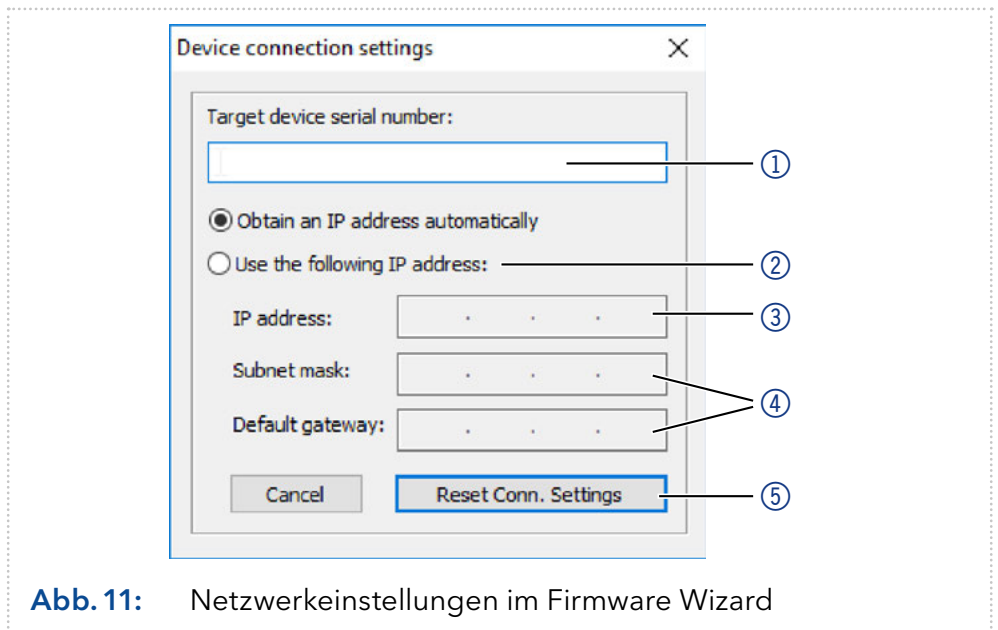 Device connection settings
Target device serial number:
①
Obtain an IP address automatically
Use the following IP address:
②
IP address: . . .
③
Subnet mask: . . .
④
Default gateway: . . .
Cancel Reset Conn. Settings
⑤
Abb. 11: Netzwerkeinstellungen im Firmware Wizard